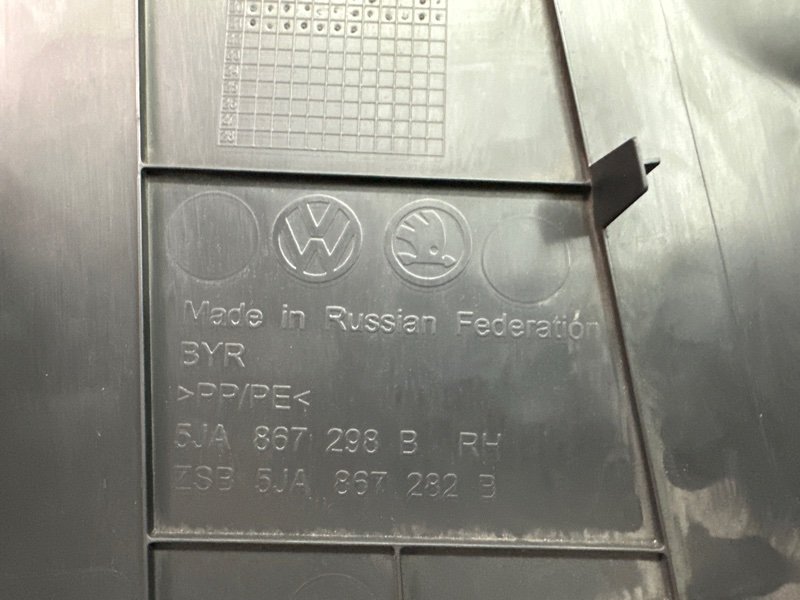 Made in Russian Federation
BYR
>PP/PE<
5JA 867 298 B RH
ZSB 5JA 867 282 B